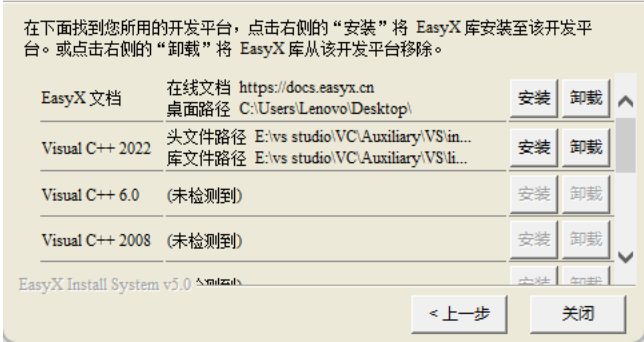 在下面找到您所用的开发平台，点击右侧的“安装”将 EasyX 库安装至该开发平
台。或点击右侧的“卸载”将 EasyX 库从该开发平台移除。
EasyX 文档 在线文档 https://docs.easyx.cn 安装 卸载
桌面路径 C:\Users\Lenovo\Desktop\
Visual C++ 2022 头文件路径 E:\vs studio\VC\Auxiliary\VS\in... 安装 卸载
库文件路径 E:\vs studio\VC\Auxiliary\VS\li...
Visual C++ 6.0 (未检测到) 安装 卸载
Visual C++ 2008 (未检测到) 安装 卸载
EasyX Install System v5.0
<上一步 关闭